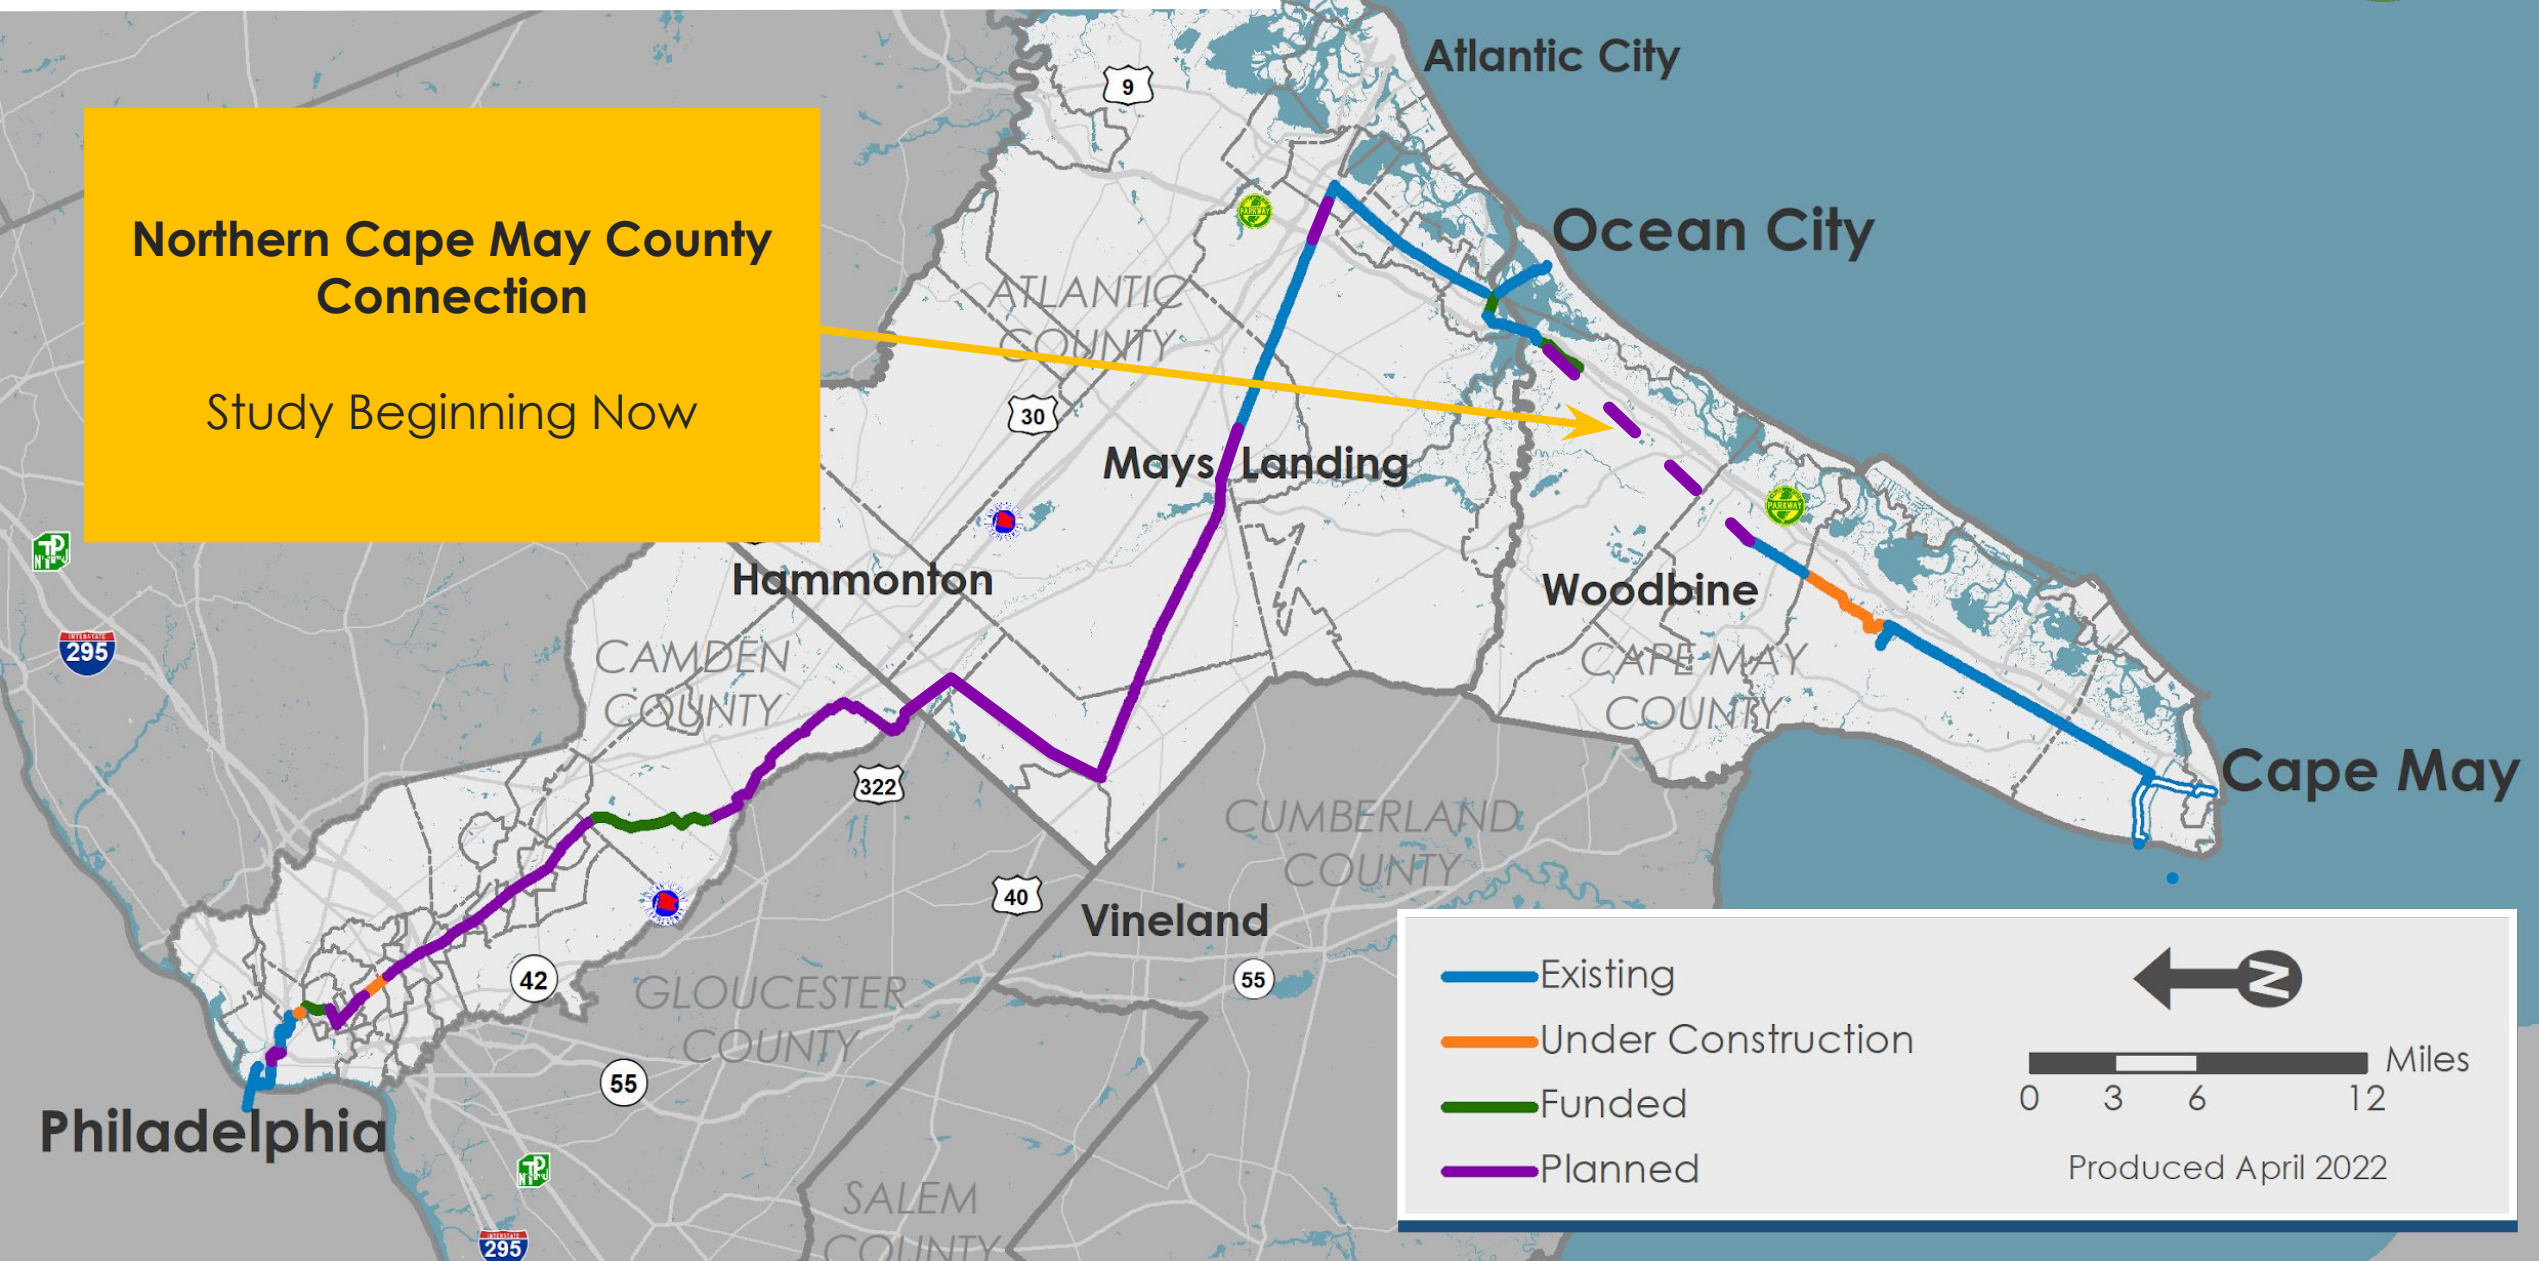 Atlantic City
9
Northern Cape May County
Connection
Study Beginning Now
PARKWAY
Ocean City
ATLANTIC
COUNTY
30
Mays Landing
PARKWAY
Hammonton
Woodbine
295
CAMDEN
COUNTY
CAPE MAY
COUNTY
322
Cape May
CUMBERLAND
COUNTY
40
Vineland
42
55
GLOUCESTER
COUNTY
55
Philadelphia
SALEM
COUNTY
295
Existing
Under Construction
Funded
Planned
N
Miles
0 3 6 12
Produced April 2022